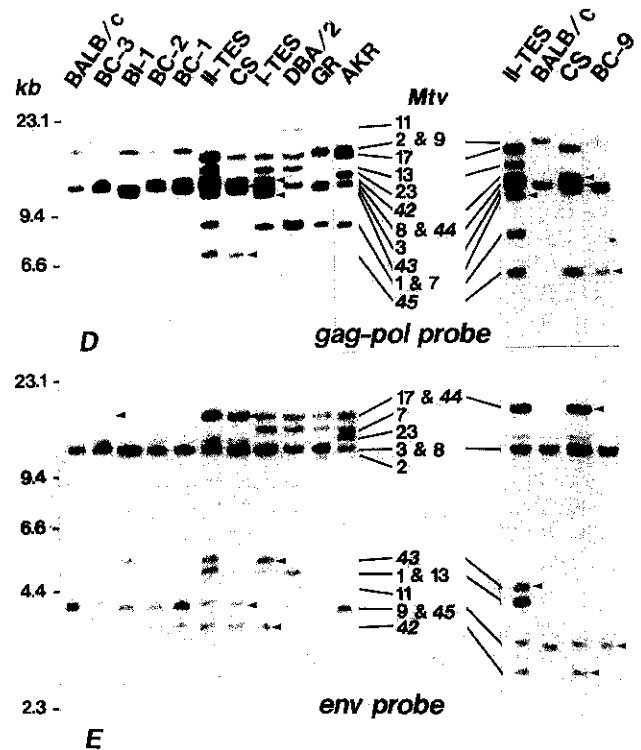 BALB/c BC-3 BI-1 BC-2 BC-1 II-TES CS I-TES DBA/2 GR AKR
II-TES BALB/c CS BC-9
kb
Mtv
23.1 -
9.4 -
6.6 -
11
2 & 9
17
13
23
42
8 & 44
3
43
1 & 7
45
D
gag-pol probe
23.1 -
9.4 -
6.6 -
4.4 -
2.3 -
17 & 44
7
23
3 & 8
2
43
1 & 13
11
9 & 45
42
env probe
E